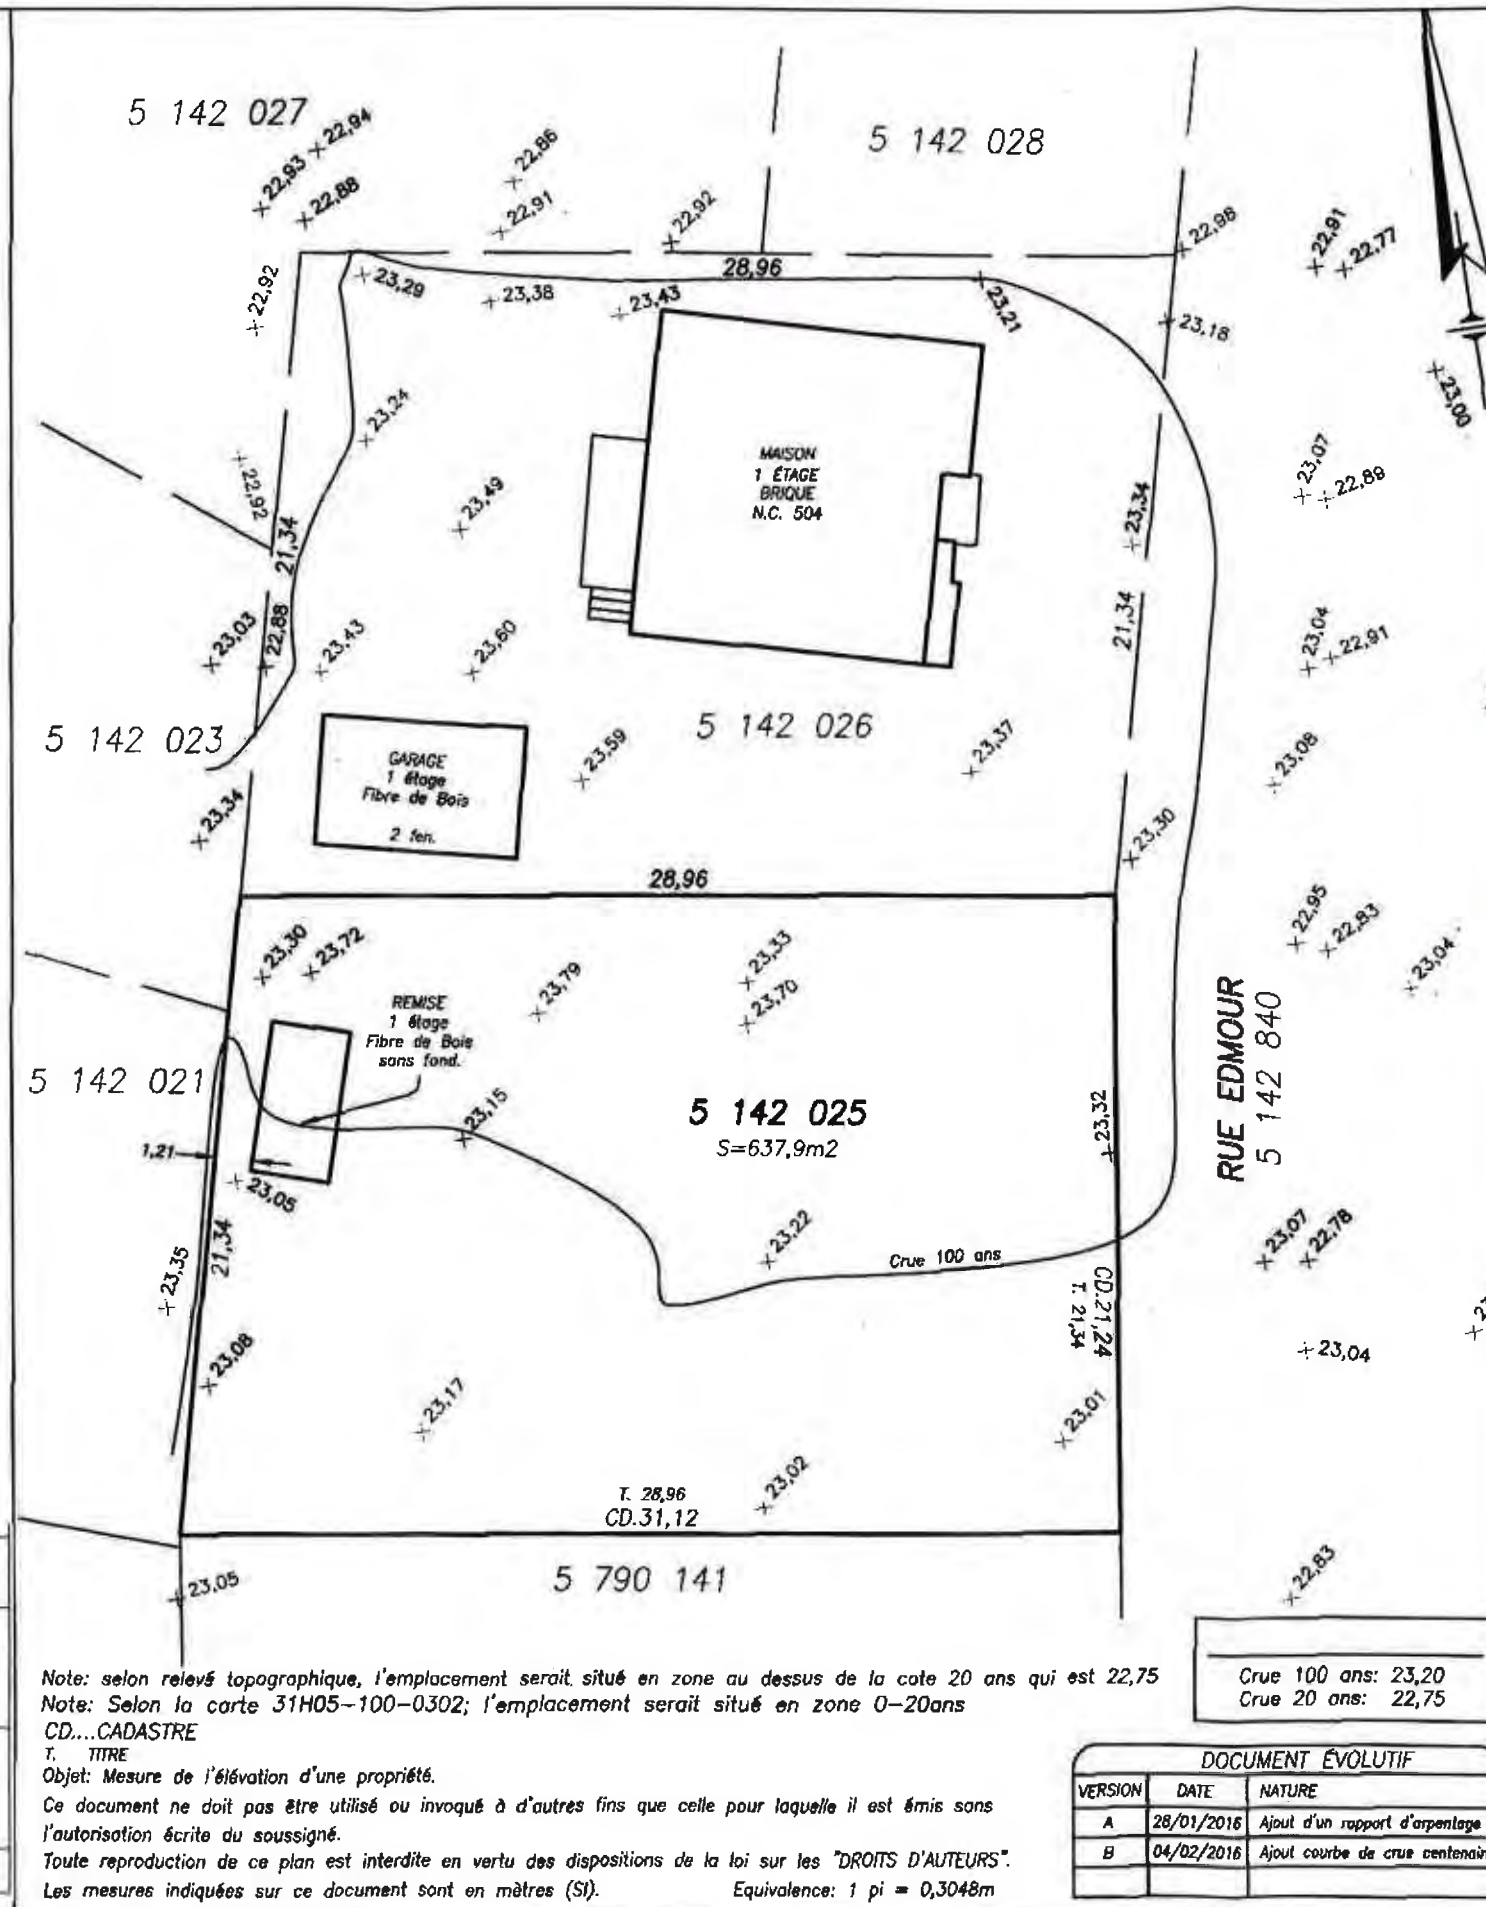 5 142 027
22,93
22,94
22,88
22,86
22,91
22,92
5 142 028
22,98
22,91
22,77
22,92
23,29
23,38
23,43
28,96
23,21
23,18
23,00
23,24
22,92
21,34
23,49
MAISON
1 ÉTAGE
BRIQUE
N.C. 504
23,34
23,07
22,89
23,03
22,88
23,43
23,60
21,34
23,04
22,91
5 142 023
5 142 026
23,59
23,37
23,08
GARAGE
1 étage
Fibre de Bois
2 fen.
23,34
23,30
28,96
23,30
23,72
23,79
23,33
23,70
22,95
22,83
23,04
RUE EDMOUR
5 142 840
REMISE
1 étage
Fibre de Bois
sans fond.
5 142 021
23,15
5 142 025
S=637,9m2
23,32
1,21
23,05
21,34
23,35
23,22
Crue 100 ans
23,07
22,78
CD.21,24
T. 21,34
23,04
23,08
23,17
23,01
23,02
T. 28,96
CD.31,12
23,05
5 790 141
22,83
Note: selon relevé topographique, l'emplacement serait situé en zone au dessus de la cote 20 ans qui est 22,75
Note: Selon la carte 31H05-100-0302; l'emplacement serait situé en zone 0-20ans
CD....CADASTRE
T. TITRE
Objet: Mesure de l'élévation d'une propriété.
Ce document ne doit pas être utilisé ou invoqué à d'autres fins que celle pour laquelle il est émis sans
l'autorisation écrite du soussigné.
Toute reproduction de ce plan est interdite en vertu des dispositions de la loi sur les "DROITS D'AUTEURS".
Les mesures indiquées sur ce document sont en mètres (SI). Equivalence: 1 pi = 0,3048m
Crue 100 ans: 23,20
Crue 20 ans: 22,75
DOCUMENT ÉVOLUTIF
VERSION DATE NATURE
A 28/01/2016 Ajout d'un rapport d'arpentage
B 04/02/2016 Ajout courbe de crue centenair